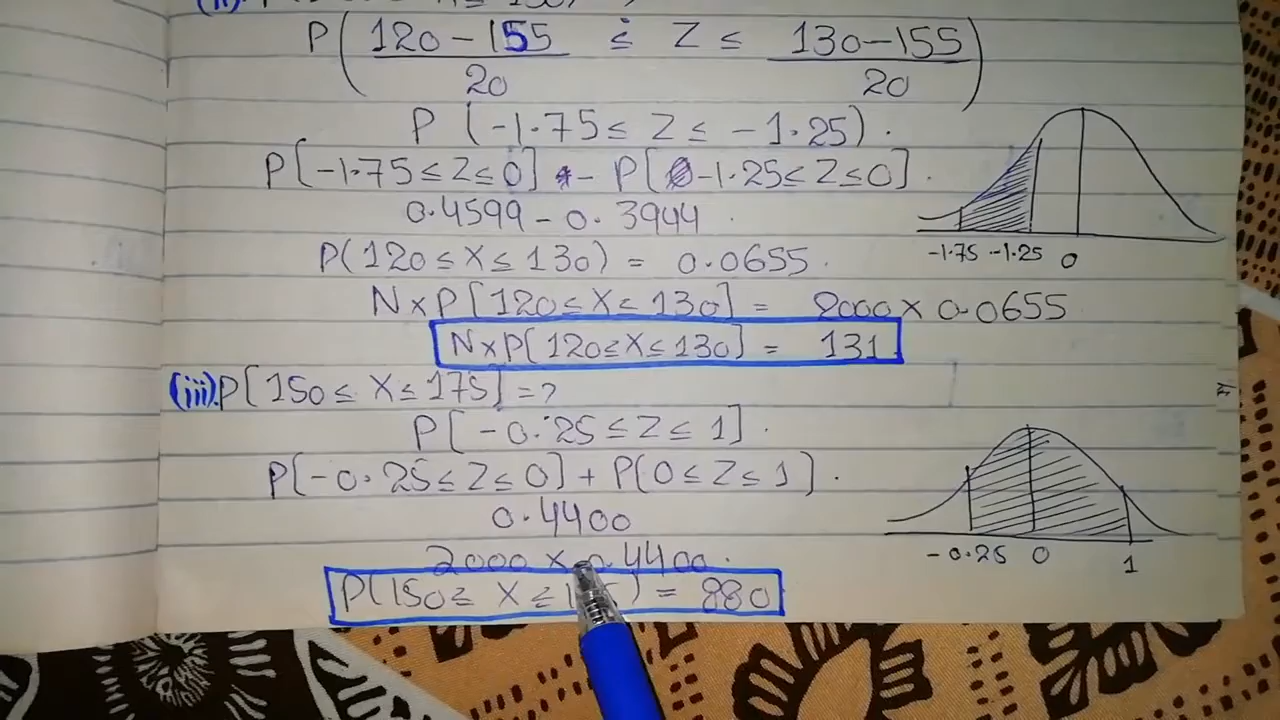 P(120-155/20 ≤ Z ≤ 130-155/20)
P (-1.75 ≤ Z ≤ -1.25).
P[-1.75 ≤ Z ≤ 0] - P[-1.25 ≤ Z ≤ 0].
0.4599 - 0.3944.
-1.75 -1.25 0
P(120 ≤ X ≤ 130) = 0.0655.
N×P[120 ≤ X ≤ 130] = 2000 × 0.0655
N×P[120 ≤ X ≤ 130] = 131
(iii). P[150 ≤ X ≤ 175] = ?
P[-0.25 ≤ Z ≤ 1].
P[-0.25 ≤ Z ≤ 0] + P(0 ≤ Z ≤ 1].
0.4400
-0.25 0 1
2000 × 0.4400.
P(150 ≥ X ≥ ) = 880